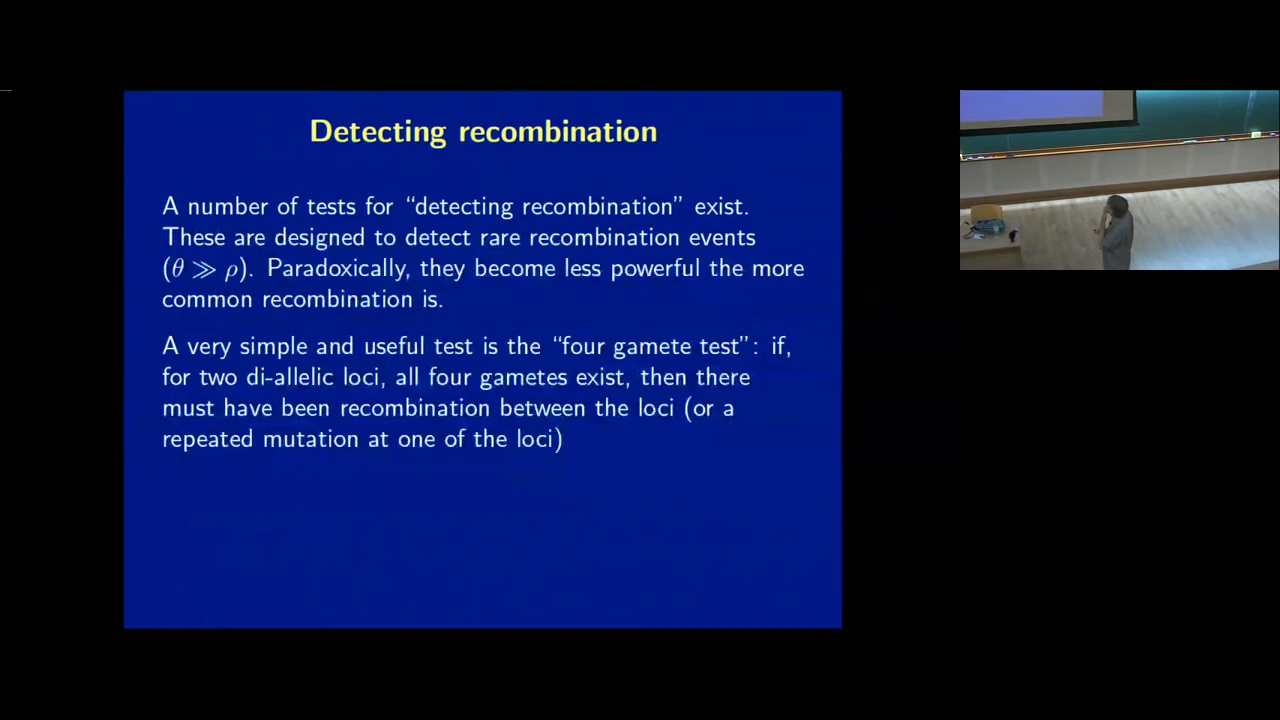 Detecting recombination
A number of tests for “detecting recombination” exist.
These are designed to detect rare recombination events
(θ ≫ ρ). Paradoxically, they become less powerful the more
common recombination is.
A very simple and useful test is the “four gamete test”: if,
for two di-allelic loci, all four gametes exist, then there
must have been recombination between the loci (or a
repeated mutation at one of the loci)